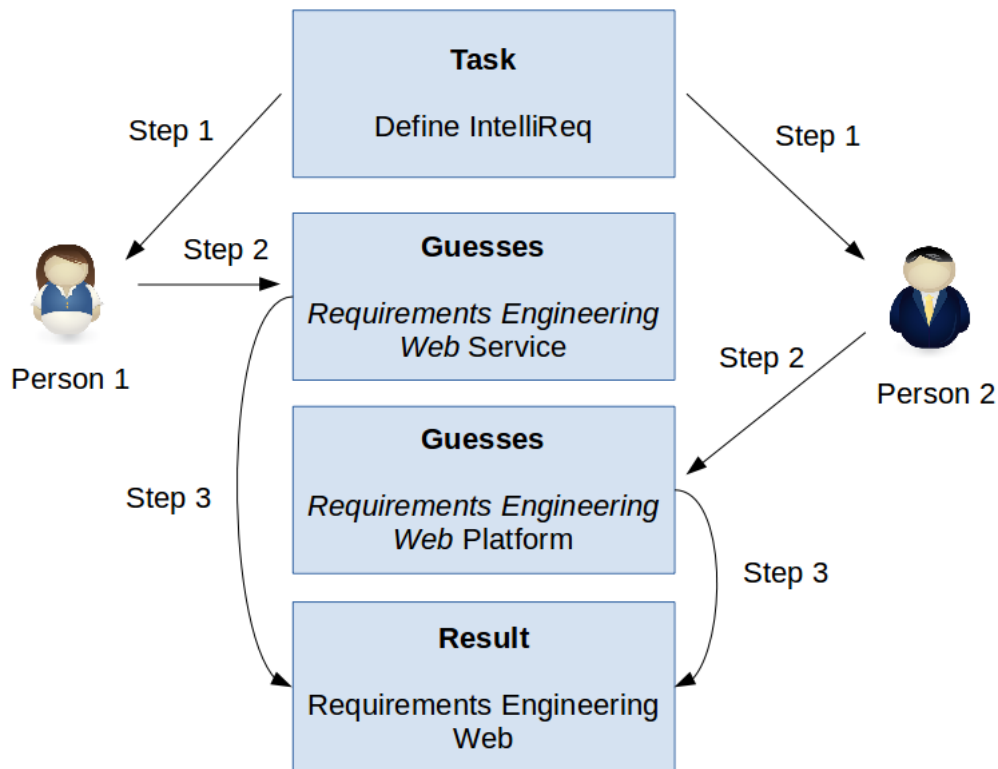 Task
Define IntelliReq
Step 1
Step 1
Step 2
Guesses
Requirements Engineering
Web Service
Person 1
Step 2
Person 2
Guesses
Requirements Engineering
Web Platform
Step 3
Step 3
Result
Requirements Engineering
Web